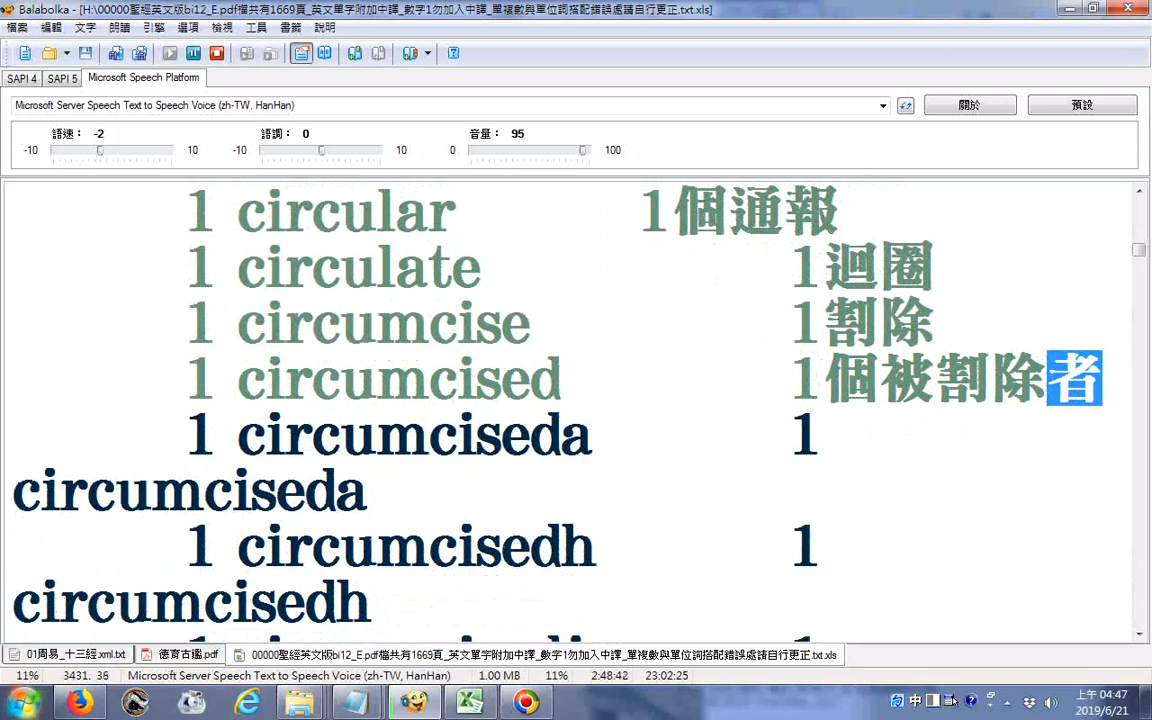 Balabolka - [H:\00000聖經英文版bi12_E.pdf檔共有1669頁_英文單字附加中譯_數字1勿加入中譯_單複數與單位詞搭配錯誤處請自行更正.txt.xls]
檔案 編輯 文字 朗讀 引擎 選項 檢視 工具 書籤 說明
SAPI 4 SAPI 5 Microsoft Speech Platform
Microsoft Server Speech Text to Speech Voice (zh-TW, HanHan) 關於 預設
語速： -2 語調： 0 音量： 95
-10 10 -10 10 0 100
1 circular 1個通報
1 circulate 1迴圈
1 circumcise 1割除
1 circumcised 1個被割除者
1 circumciseda 1
circumciseda
1 circumcisedh 1
circumcisedh
01周易_十三經.xml.txt 德育古鑑.pdf 00000聖經英文版bi12_E.pdf檔共有1669頁_英文單字附加中譯_數字1勿加入中譯_單複數與單位詞搭配錯誤處請自行更正.txt.xls
11% 3431. 36 Microsoft Server Speech Text to Speech Voice (zh-TW, HanHan) 1.00 MB 11% 2:48:42 23:02:25
中 上午 04:47
2019/6/21